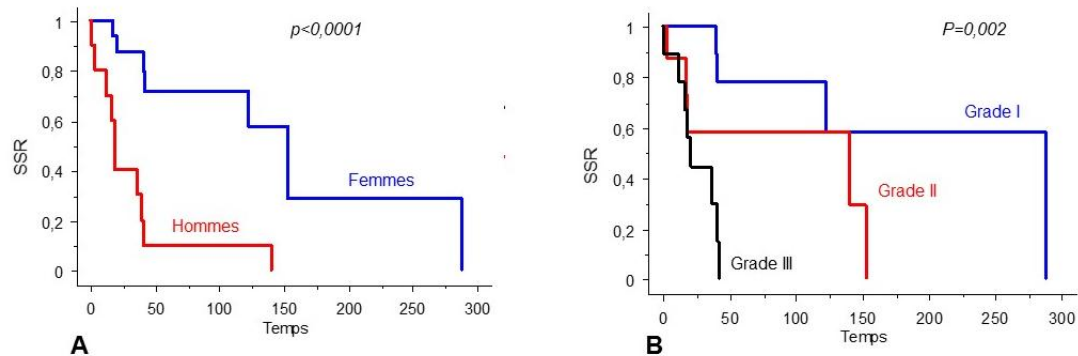 p<0,0001
1
0,8
0,6
0,4
0,2
0
SSR
Femmes
Hommes
0 50 100 150 200 250 300
Temps
A
P=0,002
1
0,8
0,6
0,4
0,2
0
SSR
Grade I
Grade II
Grade III
0 50 100 150 200 250 300
Temps
B